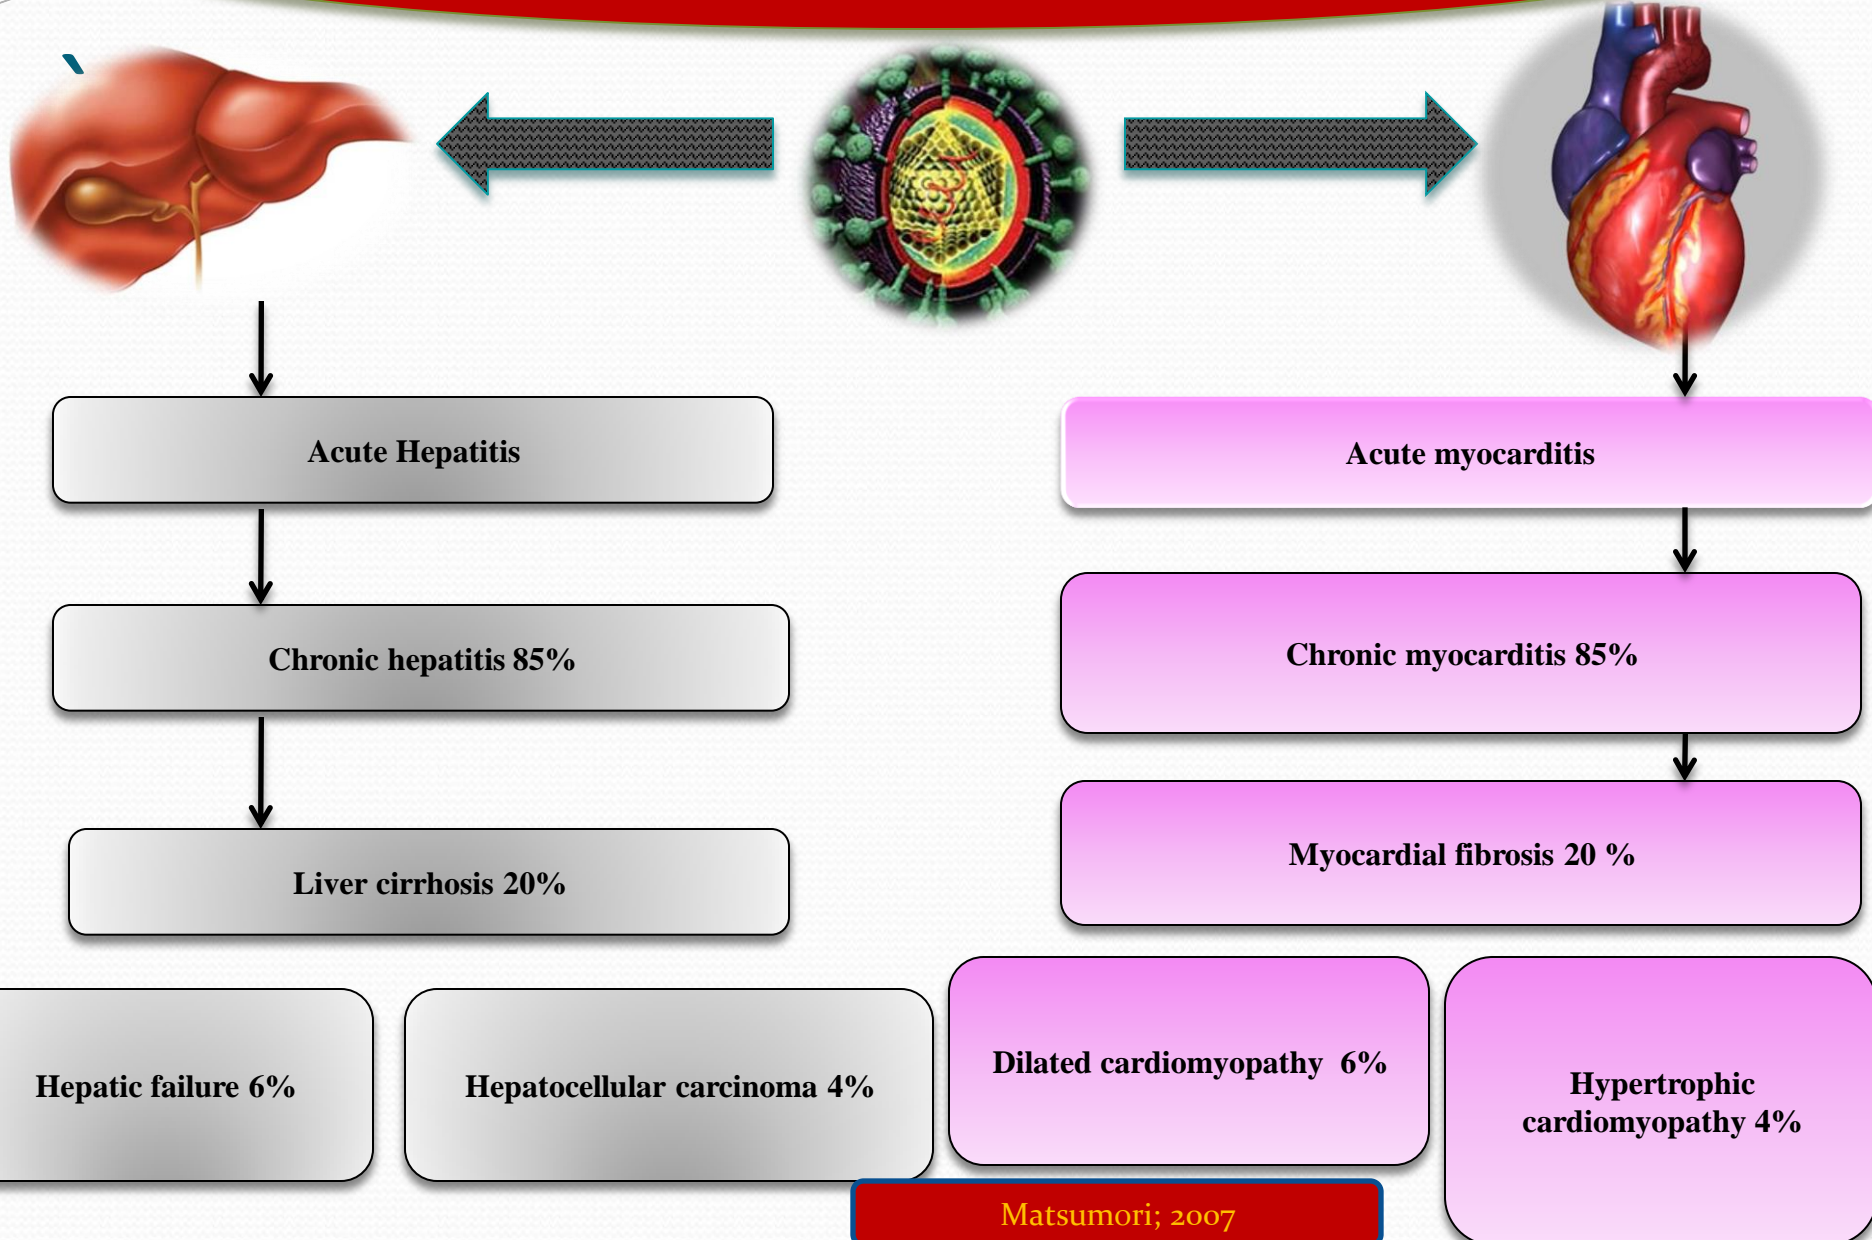 `
Acute Hepatitis
Chronic hepatitis 85%
Liver cirrhosis 20%
Hepatic failure 6%
Hepatocellular carcinoma 4%
Acute myocarditis
Chronic myocarditis 85%
Myocardial fibrosis 20 %
Dilated cardiomyopathy  6%
Hypertrophic
cardiomyopathy 4%
Matsumori; 2007